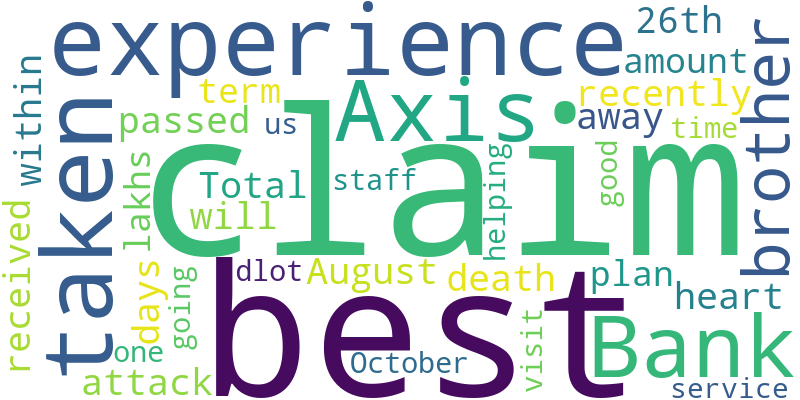 experience
26th
amount
term
Axis
recently
away
time
passed
us
brother
within
taken
claim
lakhs
Total
staff
helping
good
will
received
dlot
August
death
plan
heart
days
going
best
Bank
one
October
visit
attack
service